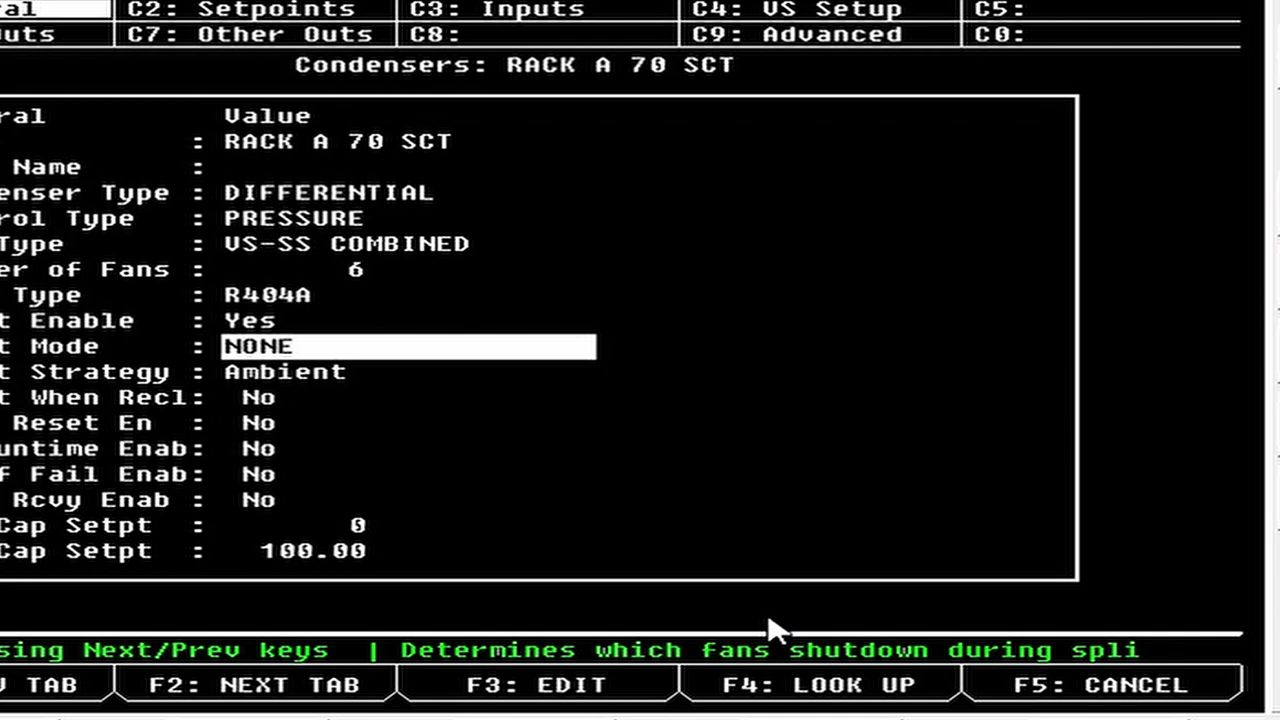 al C2: Setpoints C3: Inputs C4: VS Setup C5:
uts C7: Other Outs C8: C9: Advanced C0:
Condensers: RACK A 70 SCT
ral Value
: RACK A 70 SCT
Name :
enser Type : DIFFERENTIAL
rol Type : PRESSURE
Type : VS-SS COMBINED
er of Fans : 6
Type : R404A
t Enable : Yes
t Mode : NONE
t Strategy : Ambient
t When Recl: No
Reset En : No
untime Enab: No
f Fail Enab: No
Rcvy Enab : No
Cap Setpt : 0
Cap Setpt : 100.00
sing Next/Prev keys | Determines which fans shutdown during spli
V TAB F2: NEXT TAB F3: EDIT F4: LOOK UP F5: CANCEL